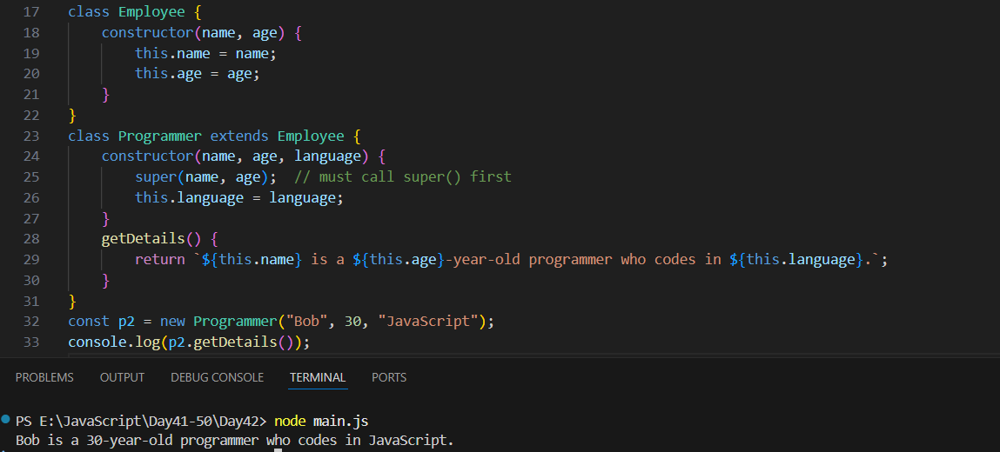 17 class Employee {
18     constructor(name, age) {
19         this.name = name;
20         this.age = age;
21     }
22 }
23 class Programmer extends Employee {
24     constructor(name, age, language) {
25         super(name, age);  // must call super() first
26         this.language = language;
27     }
28     getDetails() {
29         return `${this.name} is a ${this.age}-year-old programmer who codes in ${this.language}.`;
30     }
31 }
32 const p2 = new Programmer("Bob", 30, "JavaScript");
33 console.log(p2.getDetails());
PROBLEMS OUTPUT DEBUG CONSOLE TERMINAL PORTS
PS E:\JavaScript\Day41-50\Day42> node main.js
Bob is a 30-year-old programmer who codes in JavaScript.